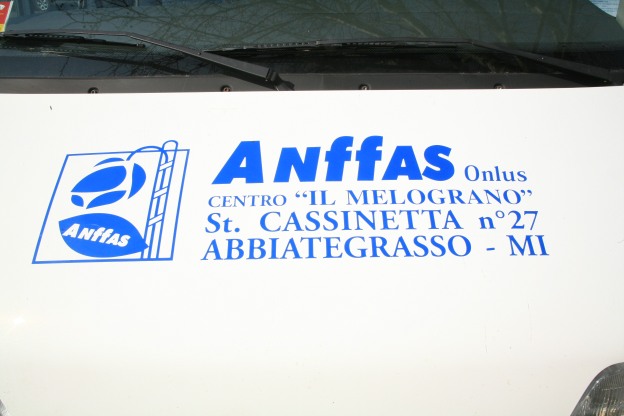 ANffAS Onlus
CENTRO "IL MELOGRANO"
St. CASSINETTA n°27
ABBIATEGRASSO - MI
ANffAS